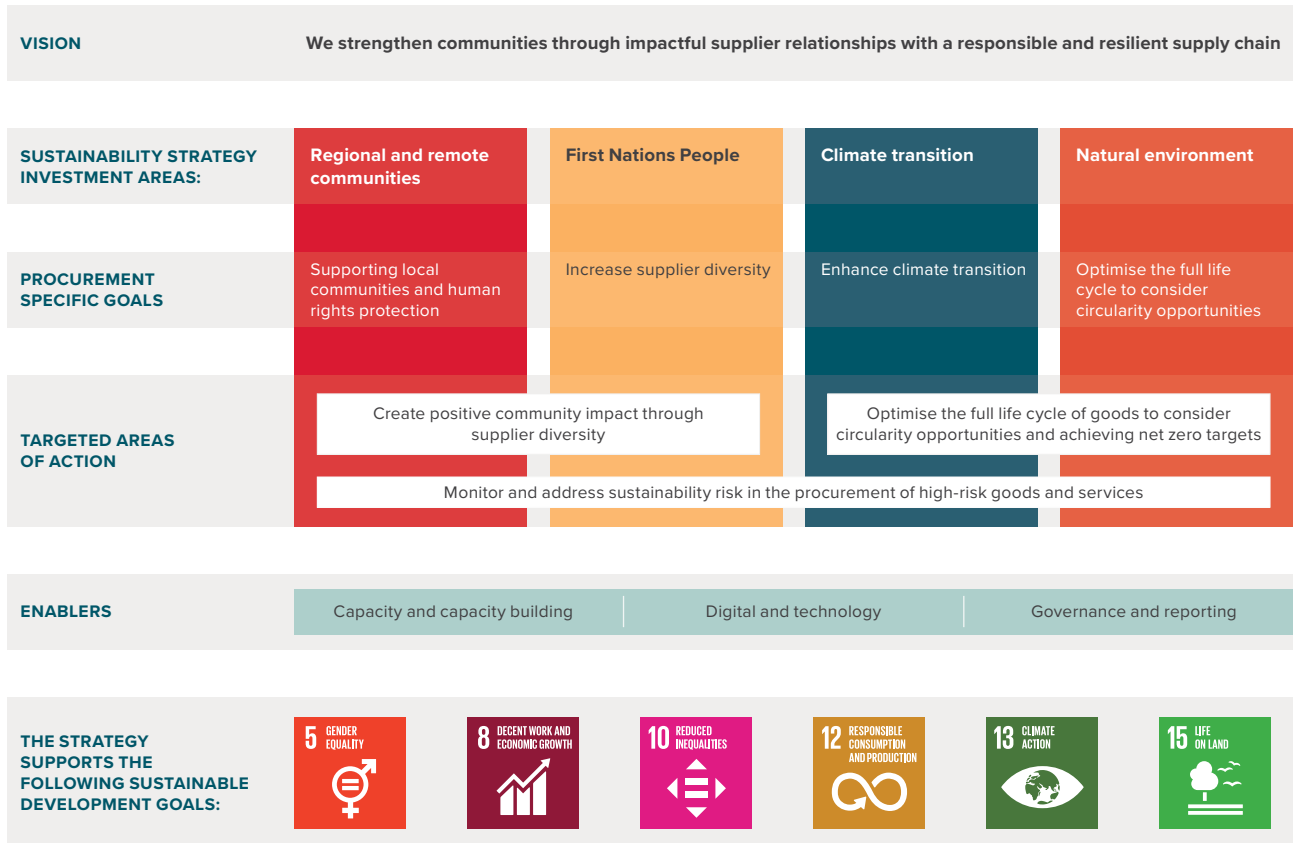 VISION
We strengthen communities through impactful supplier relationships with a responsible and resilient supply chain
SUSTAINABILITY STRATEGY
INVESTMENT AREAS:
Regional and remote
communities
First Nations People
Climate transition
Natural environment
PROCUREMENT
SPECIFIC GOALS
Supporting local
communities and human
rights protection
Increase supplier diversity
Enhance climate transition
Optimise the full life
cycle to consider
circularity opportunities
TARGETED AREAS
OF ACTION
Create positive community impact through
supplier diversity
Optimise the full life cycle of goods to consider
circularity opportunities and achieving net zero targets
Monitor and address sustainability risk in the procurement of high-risk goods and services
ENABLERS
Capacity and capacity building
Digital and technology
Governance and reporting
THE STRATEGY
SUPPORTS THE
FOLLOWING SUSTAINABLE
DEVELOPMENT GOALS:
5 GENDER
EQUALITY
8 DECENT WORK AND
ECONOMIC GROWTH
10 REDUCED
INEQUALITIES
12 RESPONSIBLE
CONSUMPTION
AND PRODUCTION
13 CLIMATE
ACTION
15 LIFE
ON LAND